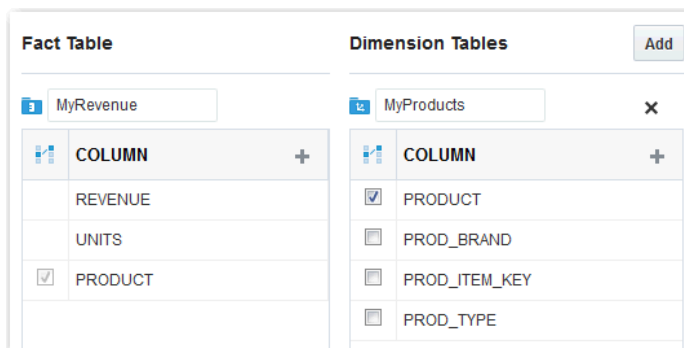 Fact Table
Dimension Tables
Add
MyRevenue
MyProducts
COLUMN
COLUMN
REVENUE
PRODUCT
UNITS
PROD_BRAND
PRODUCT
PROD_ITEM_KEY
PROD_TYPE